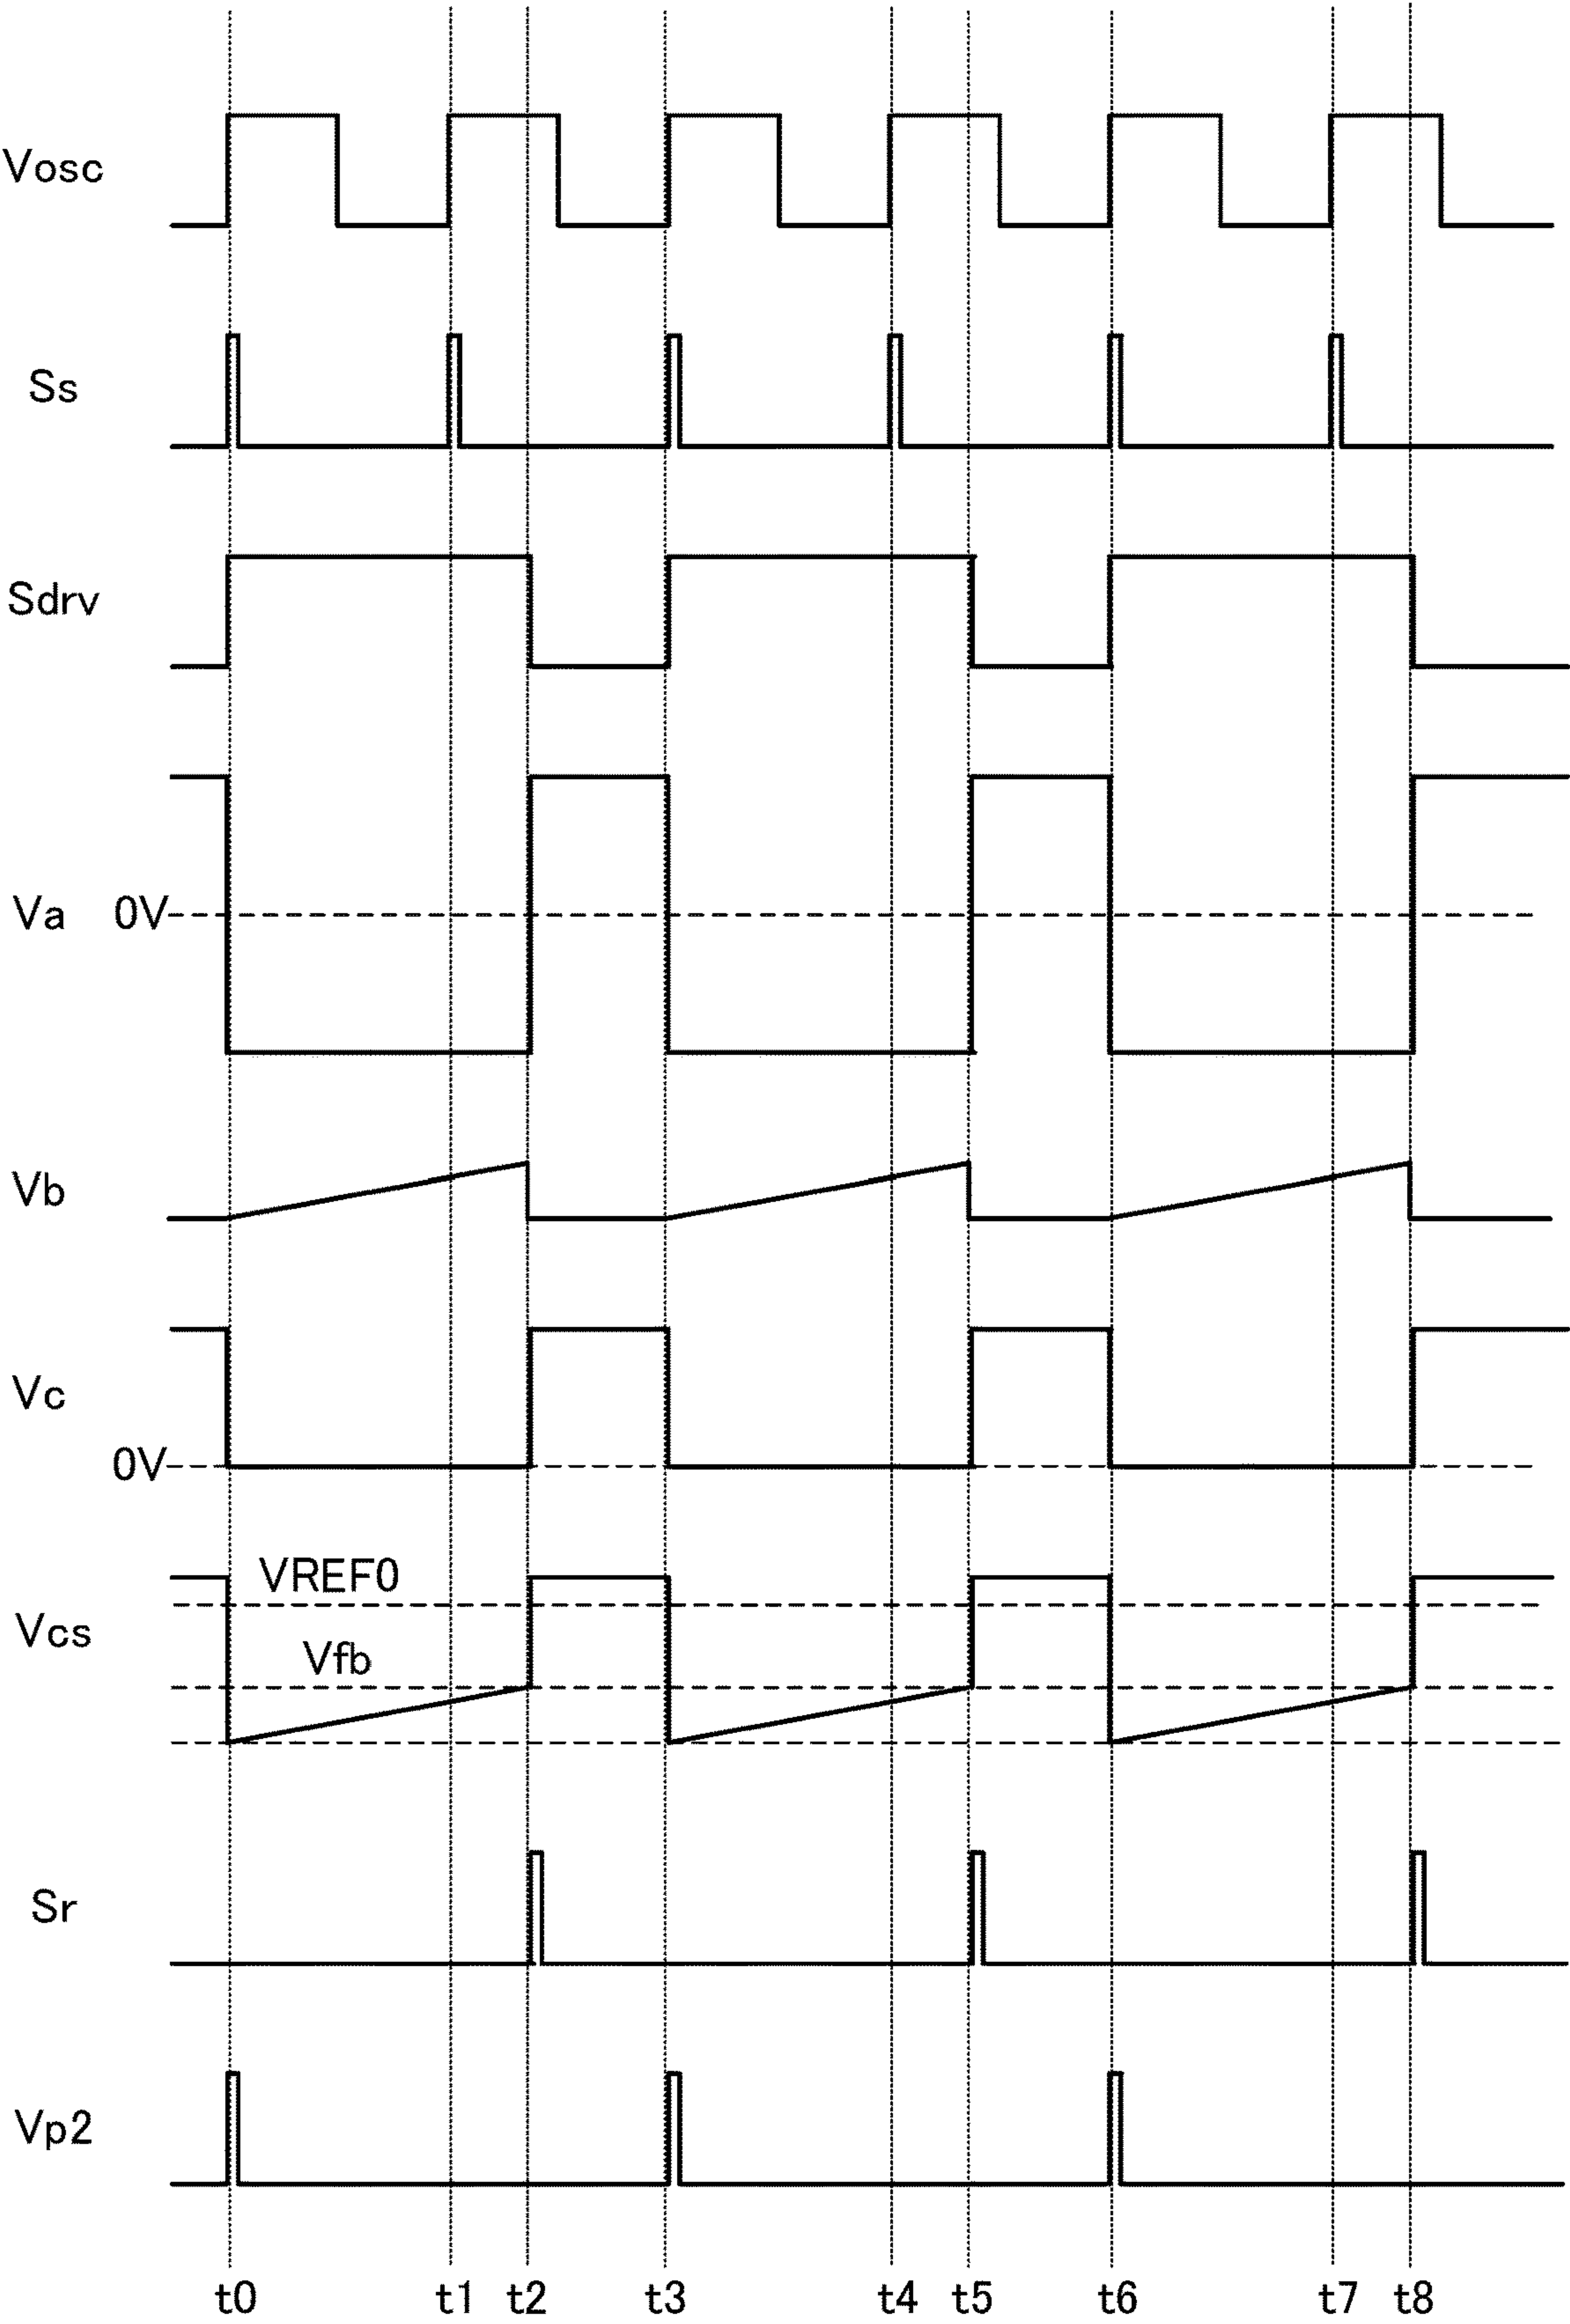 Vosc
Ss
Sdrv
Va 0V
Vb
Vc
0V
VREF0
Vcs
Vfb
Sr
Vp2
t0 t1 t2 t3 t4 t5 t6 t7 t8